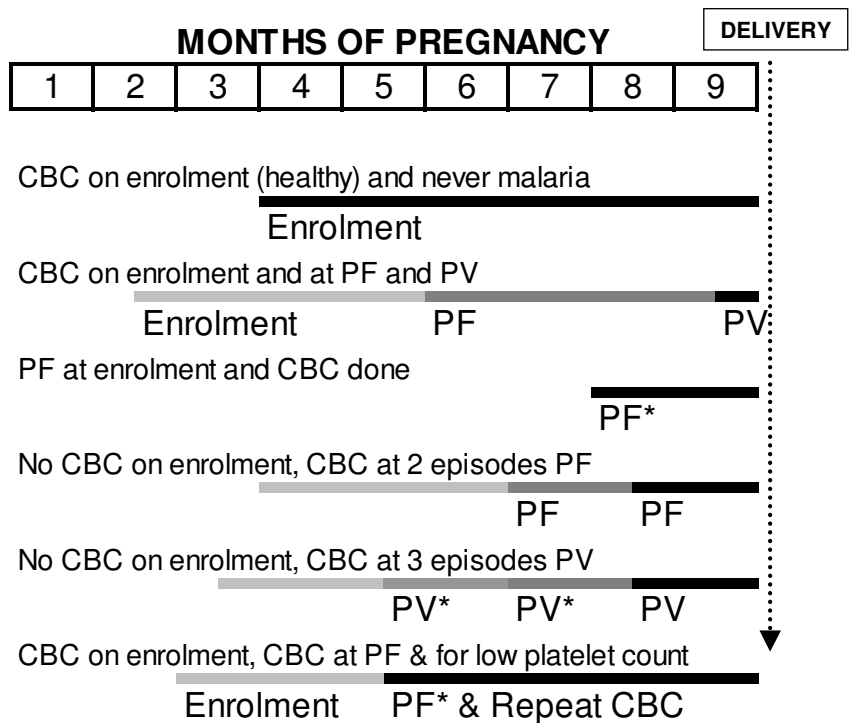 DELIVERY
MONTHS OF PREGNANCY
1 2 3 4 5 6 7 8 9
CBC on enrolment (healthy) and never malaria
Enrolment
CBC on enrolment and at PF and PV
Enrolment PF PV
PF at enrolment and CBC done
PF*
No CBC on enrolment, CBC at 2 episodes PF
PF PF
No CBC on enrolment, CBC at 3 episodes PV
PV* PV* PV
CBC on enrolment, CBC at PF & for low platelet count
Enrolment PF* & Repeat CBC